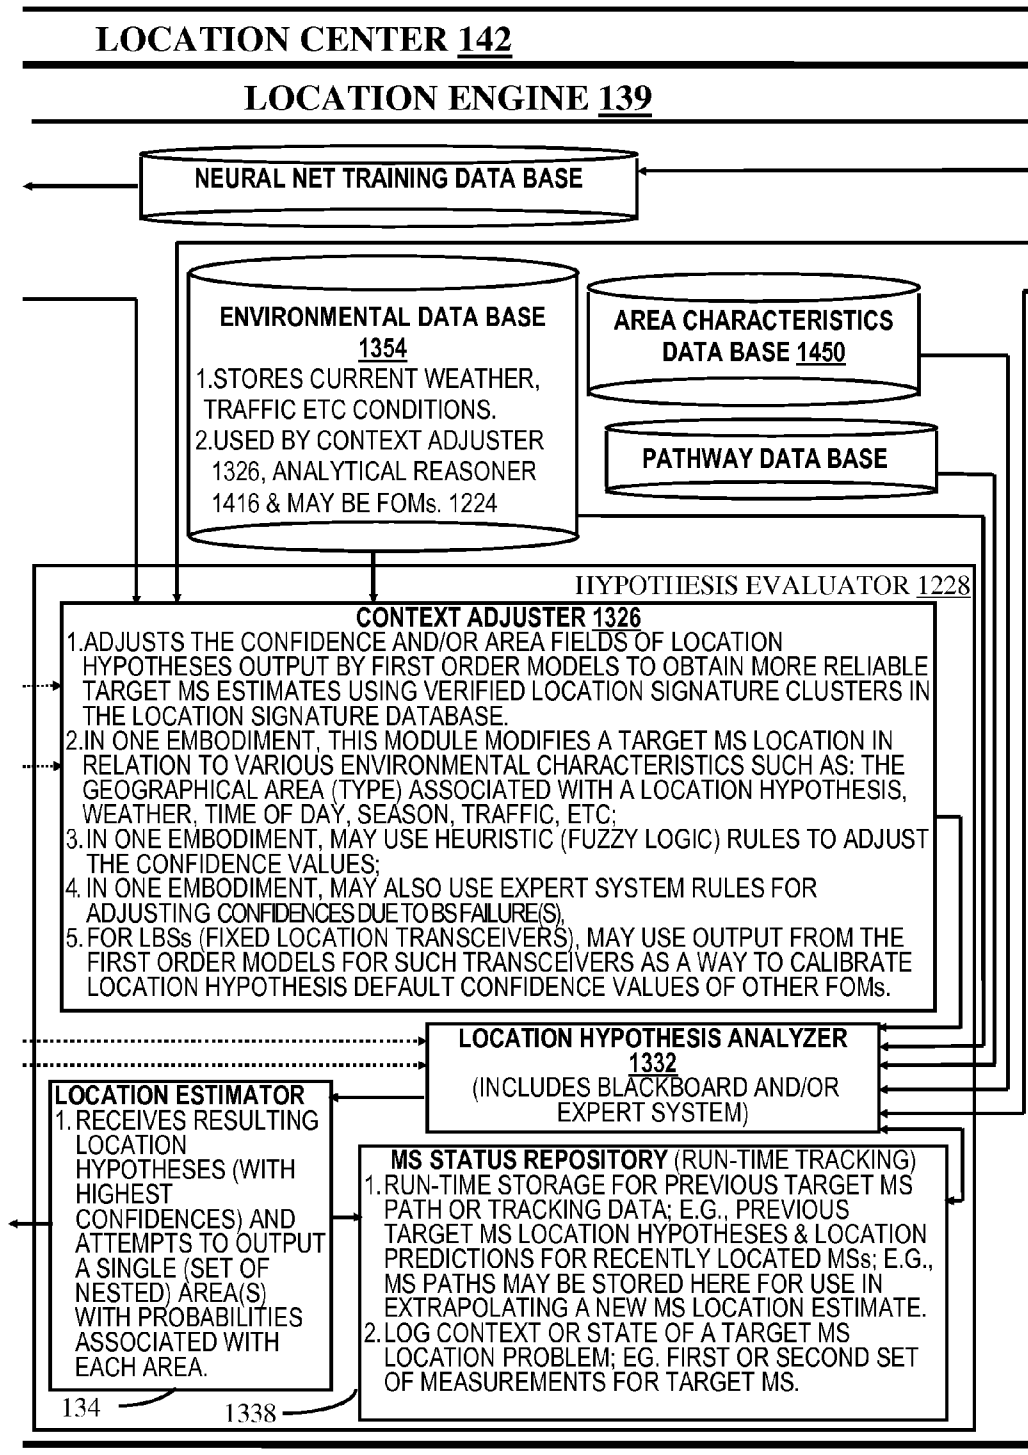 LOCATION CENTER 142
LOCATION ENGINE 139
NEURAL NET TRAINING DATA BASE
ENVIRONMENTAL DATA BASE
1354
1.STORES CURRENT WEATHER,
TRAFFIC ETC CONDITIONS.
2.USED BY CONTEXT ADJUSTER
1326, ANALYTICAL REASONER
1416 & MAY BE FOMs. 1224
AREA CHARACTERISTICS
DATA BASE 1450
PATHWAY DATA BASE
HYPOTHESIS EVALUATOR 1228
CONTEXT ADJUSTER 1326
1.ADJUSTS THE CONFIDENCE AND/OR AREA FIELDS OF LOCATION
HYPOTHESES OUTPUT BY FIRST ORDER MODELS TO OBTAIN MORE RELIABLE
TARGET MS ESTIMATES USING VERIFIED LOCATION SIGNATURE CLUSTERS IN
THE LOCATION SIGNATURE DATABASE.
2.IN ONE EMBODIMENT, THIS MODULE MODIFIES A TARGET MS LOCATION IN
RELATION TO VARIOUS ENVIRONMENTAL CHARACTERISTICS SUCH AS: THE
GEOGRAPHICAL AREA (TYPE) ASSOCIATED WITH A LOCATION HYPOTHESIS,
WEATHER, TIME OF DAY, SEASON, TRAFFIC, ETC;
3.IN ONE EMBODIMENT, MAY USE HEURISTIC (FUZZY LOGIC) RULES TO ADJUST
THE CONFIDENCE VALUES;
4. IN ONE EMBODIMENT, MAY ALSO USE EXPERT SYSTEM RULES FOR
ADJUSTING CONFIDENCES DUE TO BS FAILURE(S),
5. FOR LBSs (FIXED LOCATION TRANSCEIVERS), MAY USE OUTPUT FROM THE
FIRST ORDER MODELS FOR SUCH TRANSCEIVERS AS A WAY TO CALIBRATE
LOCATION HYPOTHESIS DEFAULT CONFIDENCE VALUES OF OTHER FOMs.
LOCATION HYPOTHESIS ANALYZER
1332
(INCLUDES BLACKBOARD AND/OR
EXPERT SYSTEM)
LOCATION ESTIMATOR
1. RECEIVES RESULTING
LOCATION
HYPOTHESES (WITH
HIGHEST
CONFIDENCES) AND
ATTEMPTS TO OUTPUT
A SINGLE (SET OF
NESTED) AREA(S)
WITH PROBABILITIES
ASSOCIATED WITH
EACH AREA.
MS STATUS REPOSITORY (RUN-TIME TRACKING)
1. RUN-TIME STORAGE FOR PREVIOUS TARGET MS
PATH OR TRACKING DATA; E.G., PREVIOUS
TARGET MS LOCATION HYPOTHESES & LOCATION
PREDICTIONS FOR RECENTLY LOCATED MSs; E.G.,
MS PATHS MAY BE STORED HERE FOR USE IN
EXTRAPOLATING A NEW MS LOCATION ESTIMATE.
2. LOG CONTEXT OR STATE OF A TARGET MS
LOCATION PROBLEM; EG. FIRST OR SECOND SET
OF MEASUREMENTS FOR TARGET MS.
134
1338